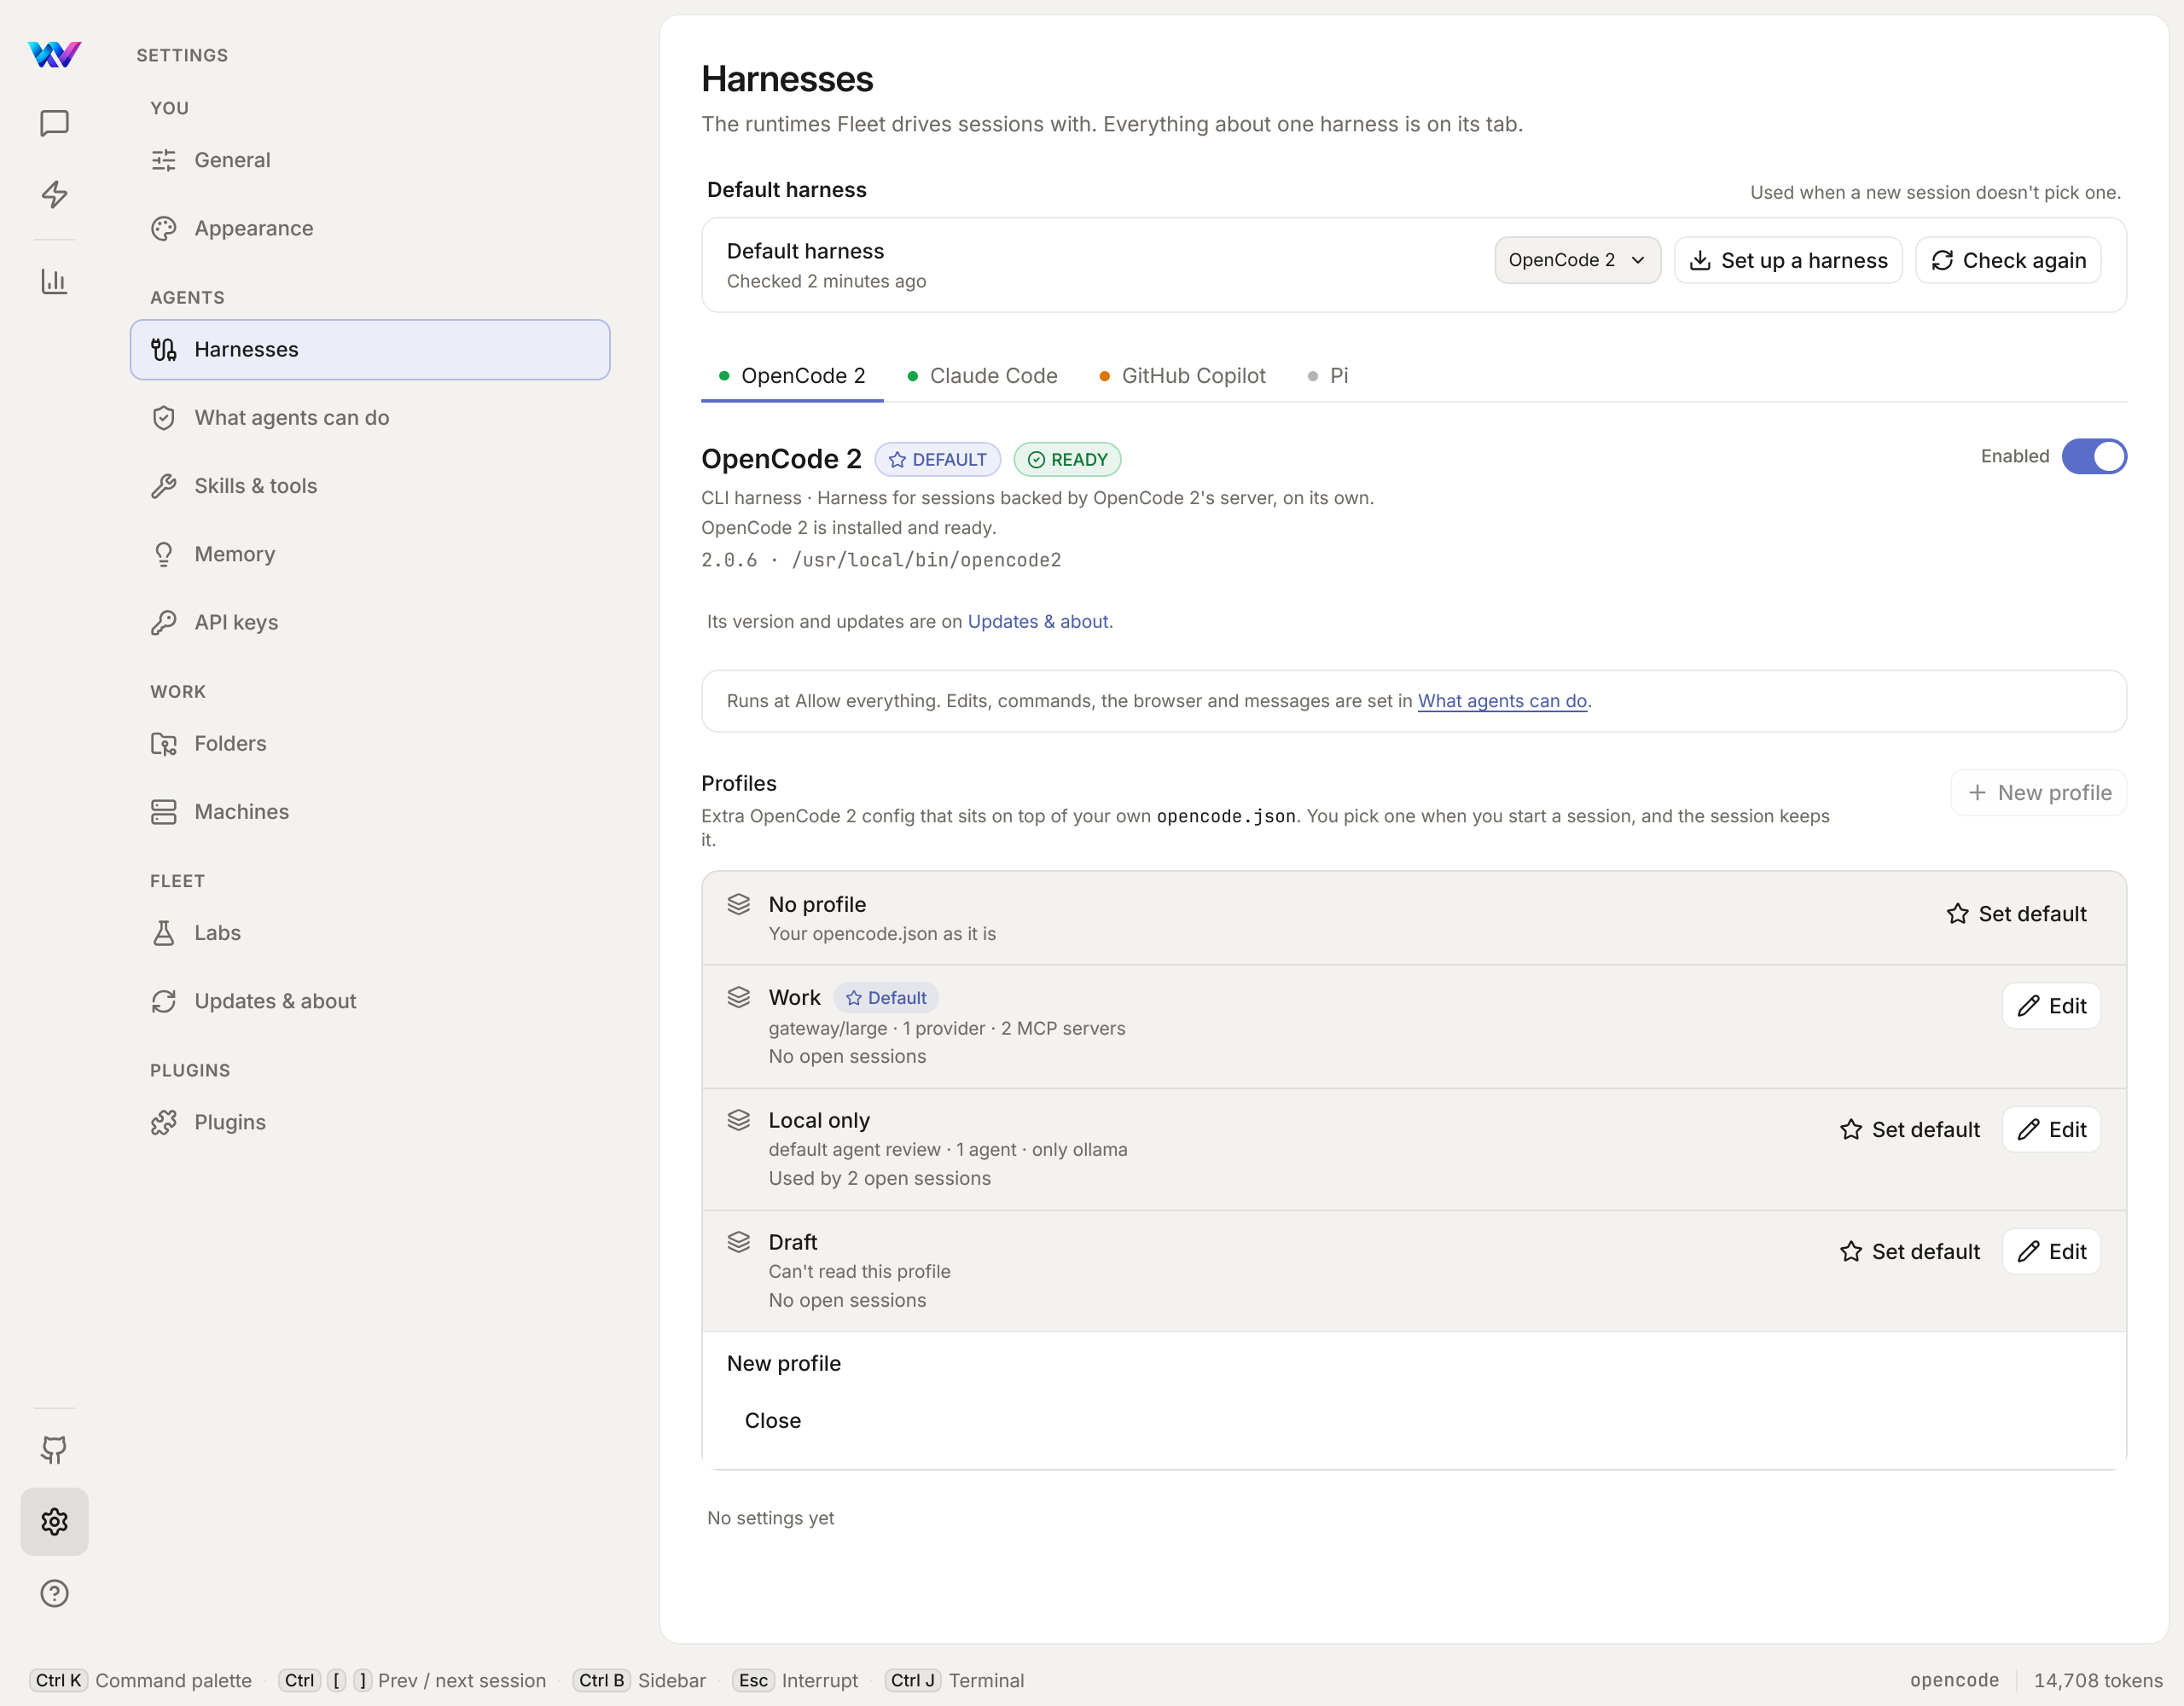 SETTINGS
YOU
General
Appearance
AGENTS
Harnesses
What agents can do
Skills & tools
Memory
API keys
WORK
Folders
Machines
FLEET
Labs
Updates & about
PLUGINS
Plugins
Harnesses
The runtimes Fleet drives sessions with. Everything about one harness is on its tab.
Default harness
Used when a new session doesn't pick one.
Default harness
Checked 2 minutes ago
OpenCode 2
Set up a harness
Check again
OpenCode 2
Claude Code
GitHub Copilot
Pi
OpenCode 2
DEFAULT
READY
Enabled
CLI harness · Harness for sessions backed by OpenCode 2's server, on its own.
OpenCode 2 is installed and ready.
2.0.6 · /usr/local/bin/opencode2
Its version and updates are on Updates & about.
Runs at Allow everything. Edits, commands, the browser and messages are set in What agents can do.
Profiles
New profile
Extra OpenCode 2 config that sits on top of your own opencode.json. You pick one when you start a session, and the session keeps
it.
No profile
Your opencode.json as it is
Set default
Work
Default
gateway/large · 1 provider · 2 MCP servers
No open sessions
Edit
Local only
default agent review · 1 agent · only ollama
Used by 2 open sessions
Set default
Edit
Draft
Can't read this profile
No open sessions
Set default
Edit
New profile
Close
No settings yet
Ctrl K Command palette · Ctrl [ ] Prev / next session · Ctrl B Sidebar · Esc Interrupt · Ctrl J Terminal
opencode
14,708 tokens